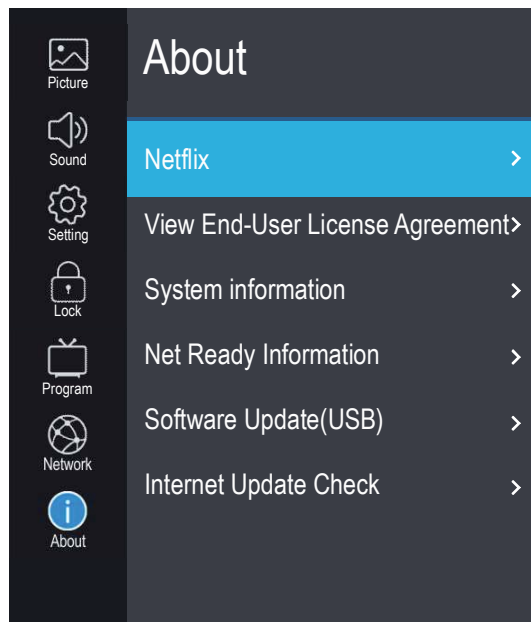 Picture
Sound
Setting
Lock
Program
Network
About
About
Netflix
View End-User License Agreement
System information
Net Ready Information
Software Update(USB)
Internet Update Check